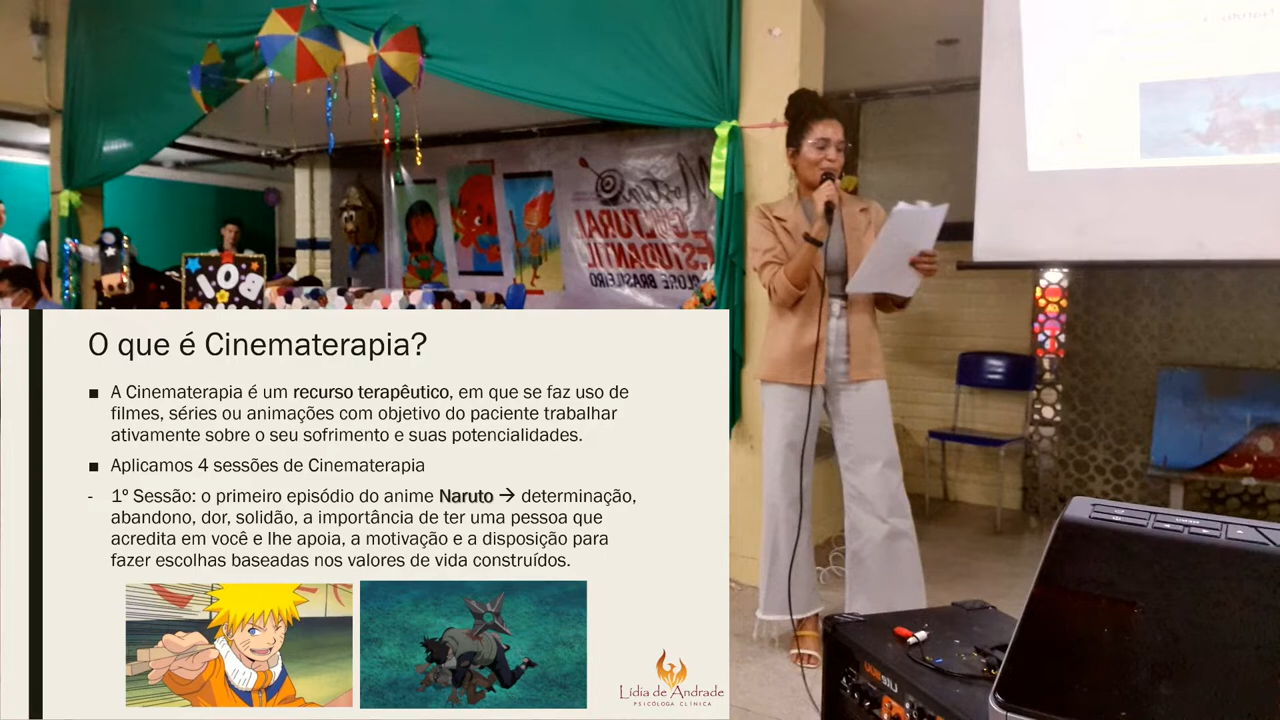 Mostra
CULTURAL
ESTUDANTIL
CLORE BRASILEIRO
BOI
O que é Cinematerapia?
■ A Cinematerapia é um recurso terapêutico, em que se faz uso de
filmes, séries ou animações com objetivo do paciente trabalhar
ativamente sobre o seu sofrimento e suas potencialidades.
■ Aplicamos 4 sessões de Cinematerapia
- 1º Sessão: o primeiro episódio do anime Naruto → determinação,
abandono, dor, solidão, a importância de ter uma pessoa que
acredita em você e lhe apoia, a motivação e a disposição para
fazer escolhas baseadas nos valores de vida construídos.
Lídia de Andrade
PSICÓLOGA CLÍNICA